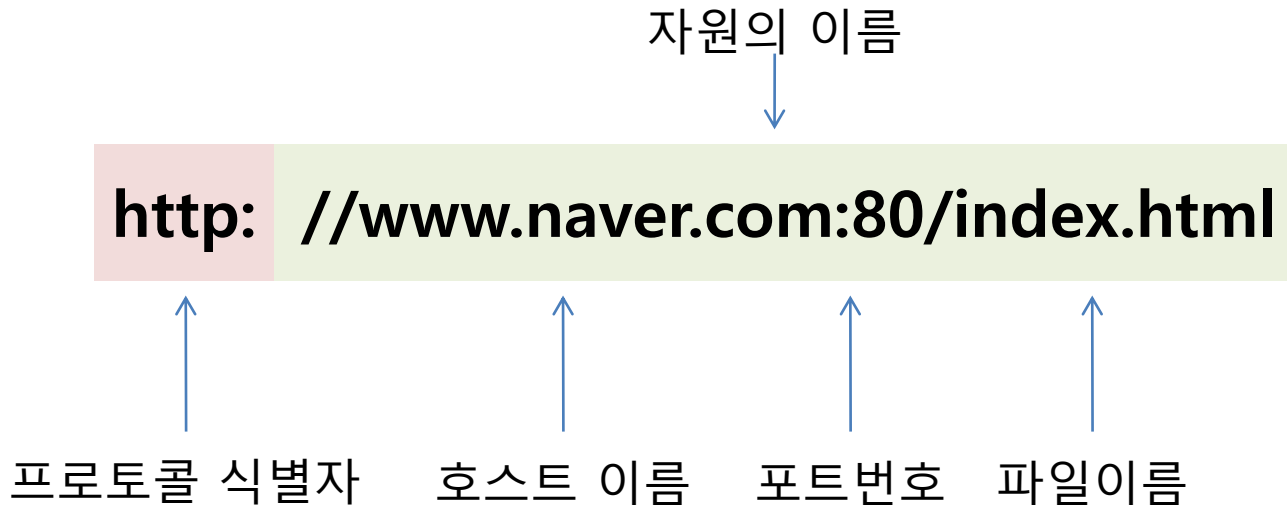 자원의 이름
http: //www.naver.com:80/index.html
프로토콜 식별자 호스트 이름 포트번호 파일이름